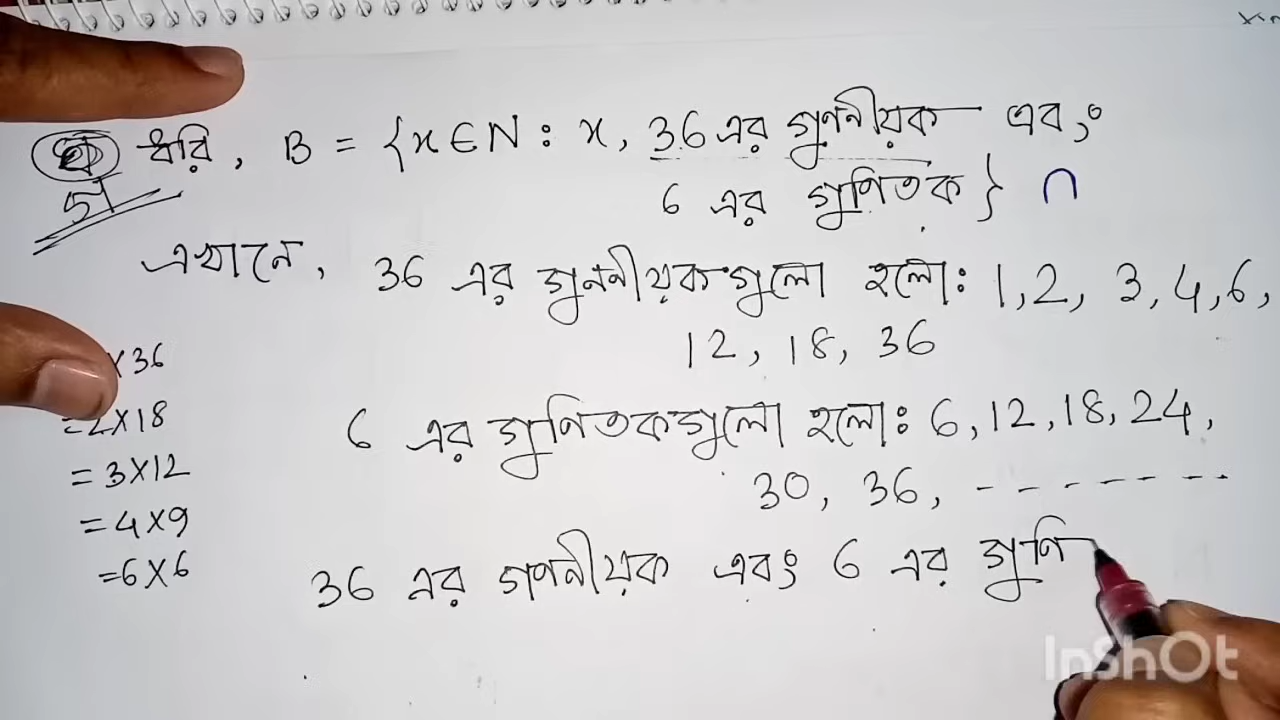 ধরি, B = {x∈N : x, 36 এর গুণনীয়ক এবং
6 এর গুণিতক} ∩
এখানে, 36 এর গুণনীয়কগুলো হলো: 1, 2, 3, 4, 6,
12, 18, 36
× 36
= 2×18
= 3×12
= 4×9
= 6×6
6 এর গুণিতকগুলো হলো: 6, 12, 18, 24,
30, 36, - - - - - - -
36 এর গণনীয়ক এবং 6 এর গুণি
InShOt